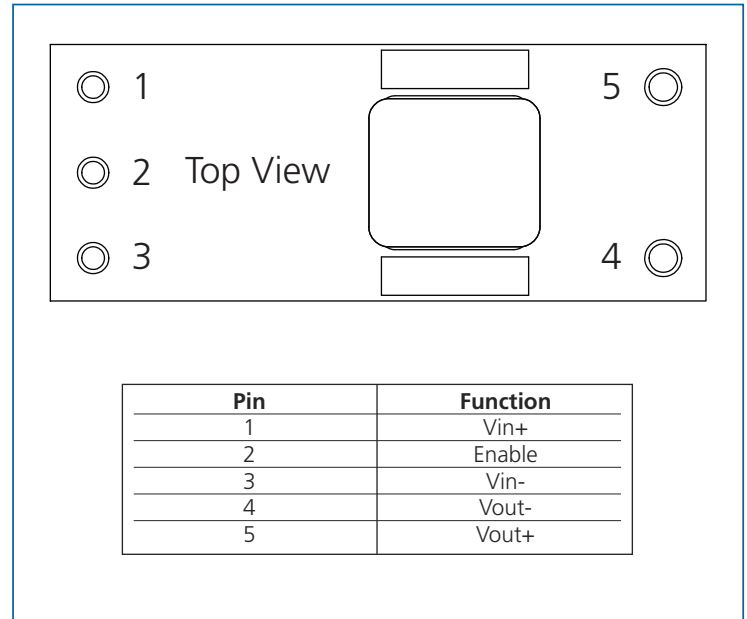 1 5
2 Top View
3 4
Pin Function
1 Vin+
2 Enable
3 Vin-
4 Vout-
5 Vout+